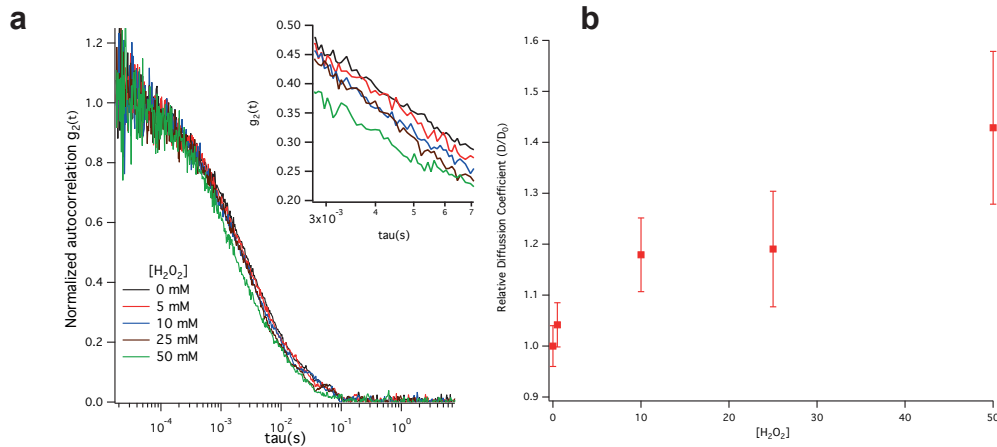 a
Normalized autocorrelation g2(t)
1.2
1.0
0.8
0.6
0.4
0.2
0.0
10-4
10-3
10-2
10-1
100
tau(s)
[H2O2]
0 mM
5 mM
10 mM
25 mM
50 mM
g2(t)
0.50
0.45
0.40
0.35
0.30
0.25
0.20
3x10-3
4
5
6
7
tau(s)
b
Relative Diffussion Coefficient (D/D0)
1.6
1.5
1.4
1.3
1.2
1.1
1.0
0.9
0
10
20
30
40
50
[H2O2]